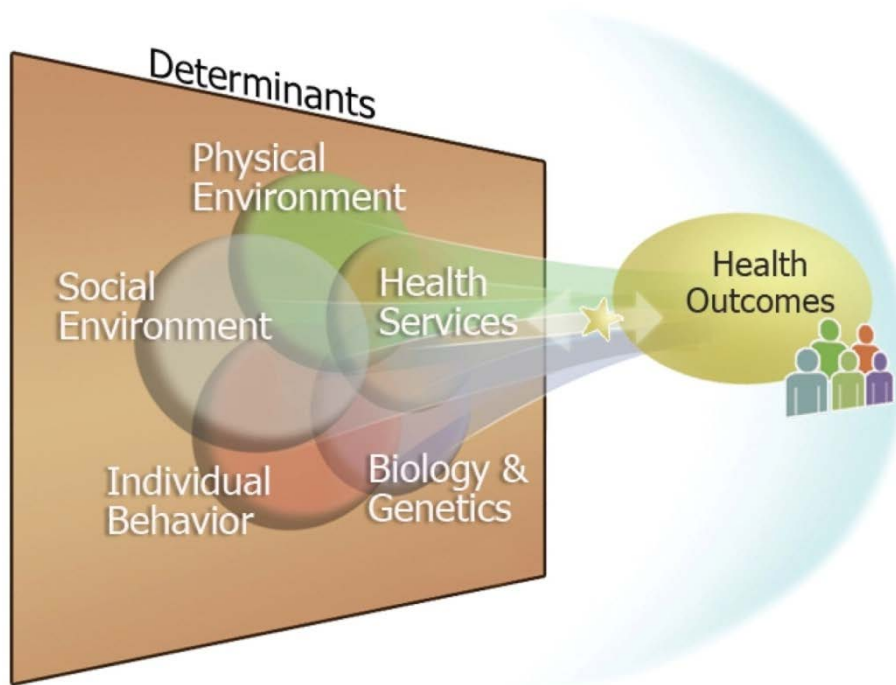 Determinants
Physical
Environment
Social
Environment
Health
Services
Individual
Behavior
Biology &
Genetics
Health
Outcomes